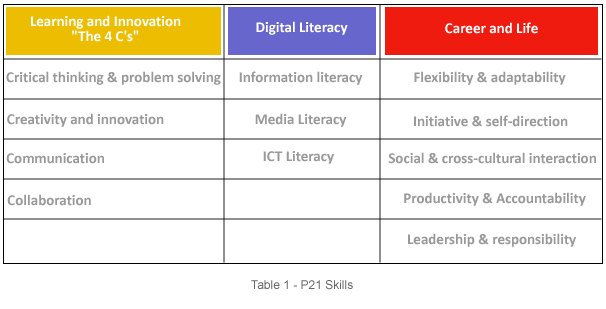 Learning and Innovation
"The 4 C's"
Digital Literacy
Career and Life
Critical thinking & problem solving
Information literacy
Flexibility & adaptability
Creativity and innovation
Media Literacy
Initiative & self-direction
Communication
ICT Literacy
Social & cross-cultural interaction
Collaboration
Productivity & Accountability
Leadership & responsibility
Table 1 - P21 Skills